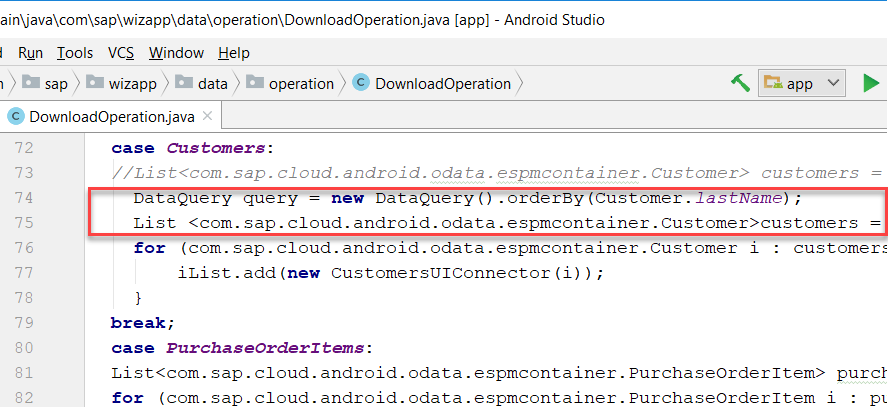 ain\java\com\sap\wizapp\data\operation\DownloadOperation.java [app] - Android Studio
Run Tools VCS Window Help
sap wizapp data operation C DownloadOperation app
C DownloadOperation.java ×
72 case Customers:
73 //List<com.sap.cloud.android.odata.espmcontainer.Customer> customers =
74 DataQuery query = new DataQuery().orderBy(Customer.lastName);
75 List <com.sap.cloud.android.odata.espmcontainer.Customer>customers =
76 for (com.sap.cloud.android.odata.espmcontainer.Customer i : customers
77 iList.add(new CustomersUIConnector(i));
78 }
79 break;
80 case PurchaseOrderItems:
81 List<com.sap.cloud.android.odata.espmcontainer.PurchaseOrderItem> purch
82 for (com.sap.cloud.android.odata.espmcontainer.PurchaseOrderItem i : pu